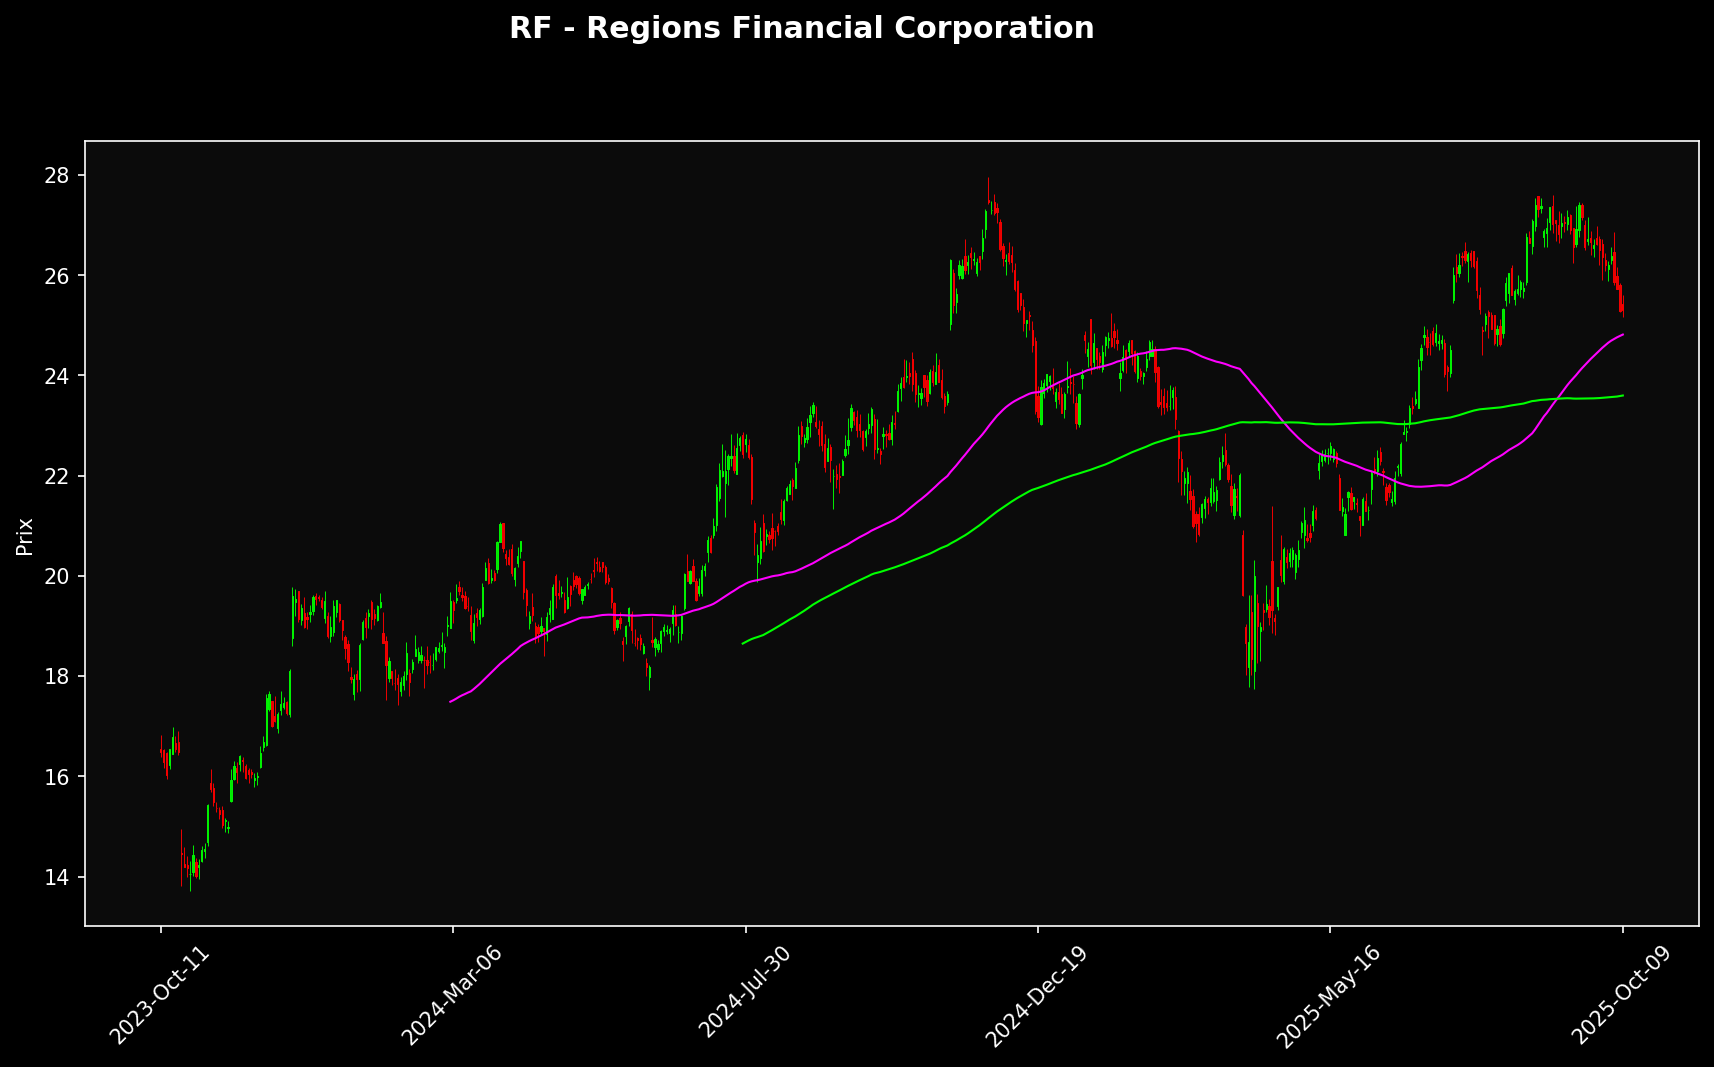 RF - Regions Financial Corporation
Prix
28
26
24
22
20
18
16
14
2023-Oct-11
2024-Mar-06
2024-Jul-30
2024-Dec-19
2025-May-16
2025-Oct-09